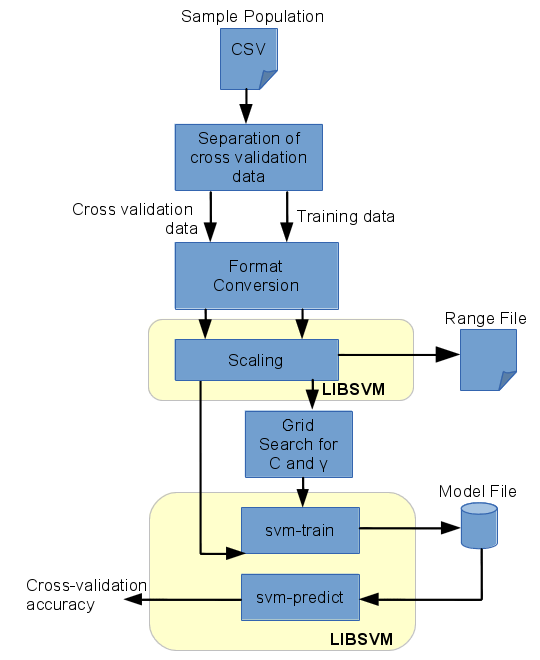 Sample Population
CSV
Separation of
cross validation
data
Cross validation
data
Training data
Format
Conversion
Range File
Scaling
LIBSVM
Grid
Search for
C and γ
Model File
svm-train
Cross-validation
accuracy
svm-predict
LIBSVM